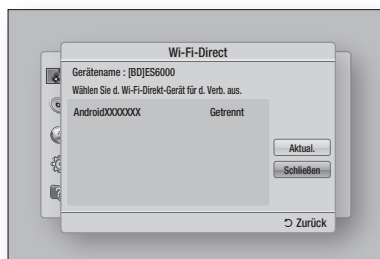 Wi-Fi-Direct
Gerätename : [BD]ES6000
Wählen Sie d. Wi-Fi-Direkt-Gerät für d. Verb. aus.
AndroidXXXXXXX Getrennt
Aktual.
Schließen
Zurück